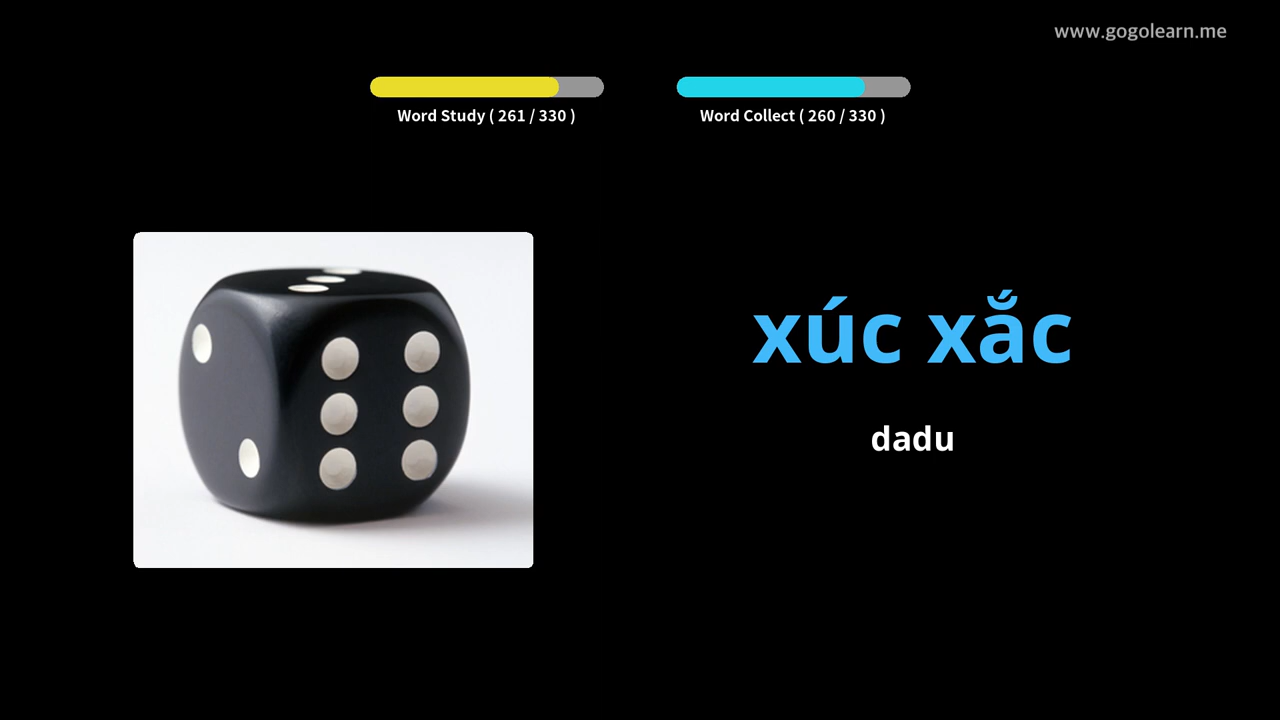 www.gogolearn.me
Word Study ( 261 / 330 )
Word Collect ( 260 / 330 )
xúc xắc
dadu